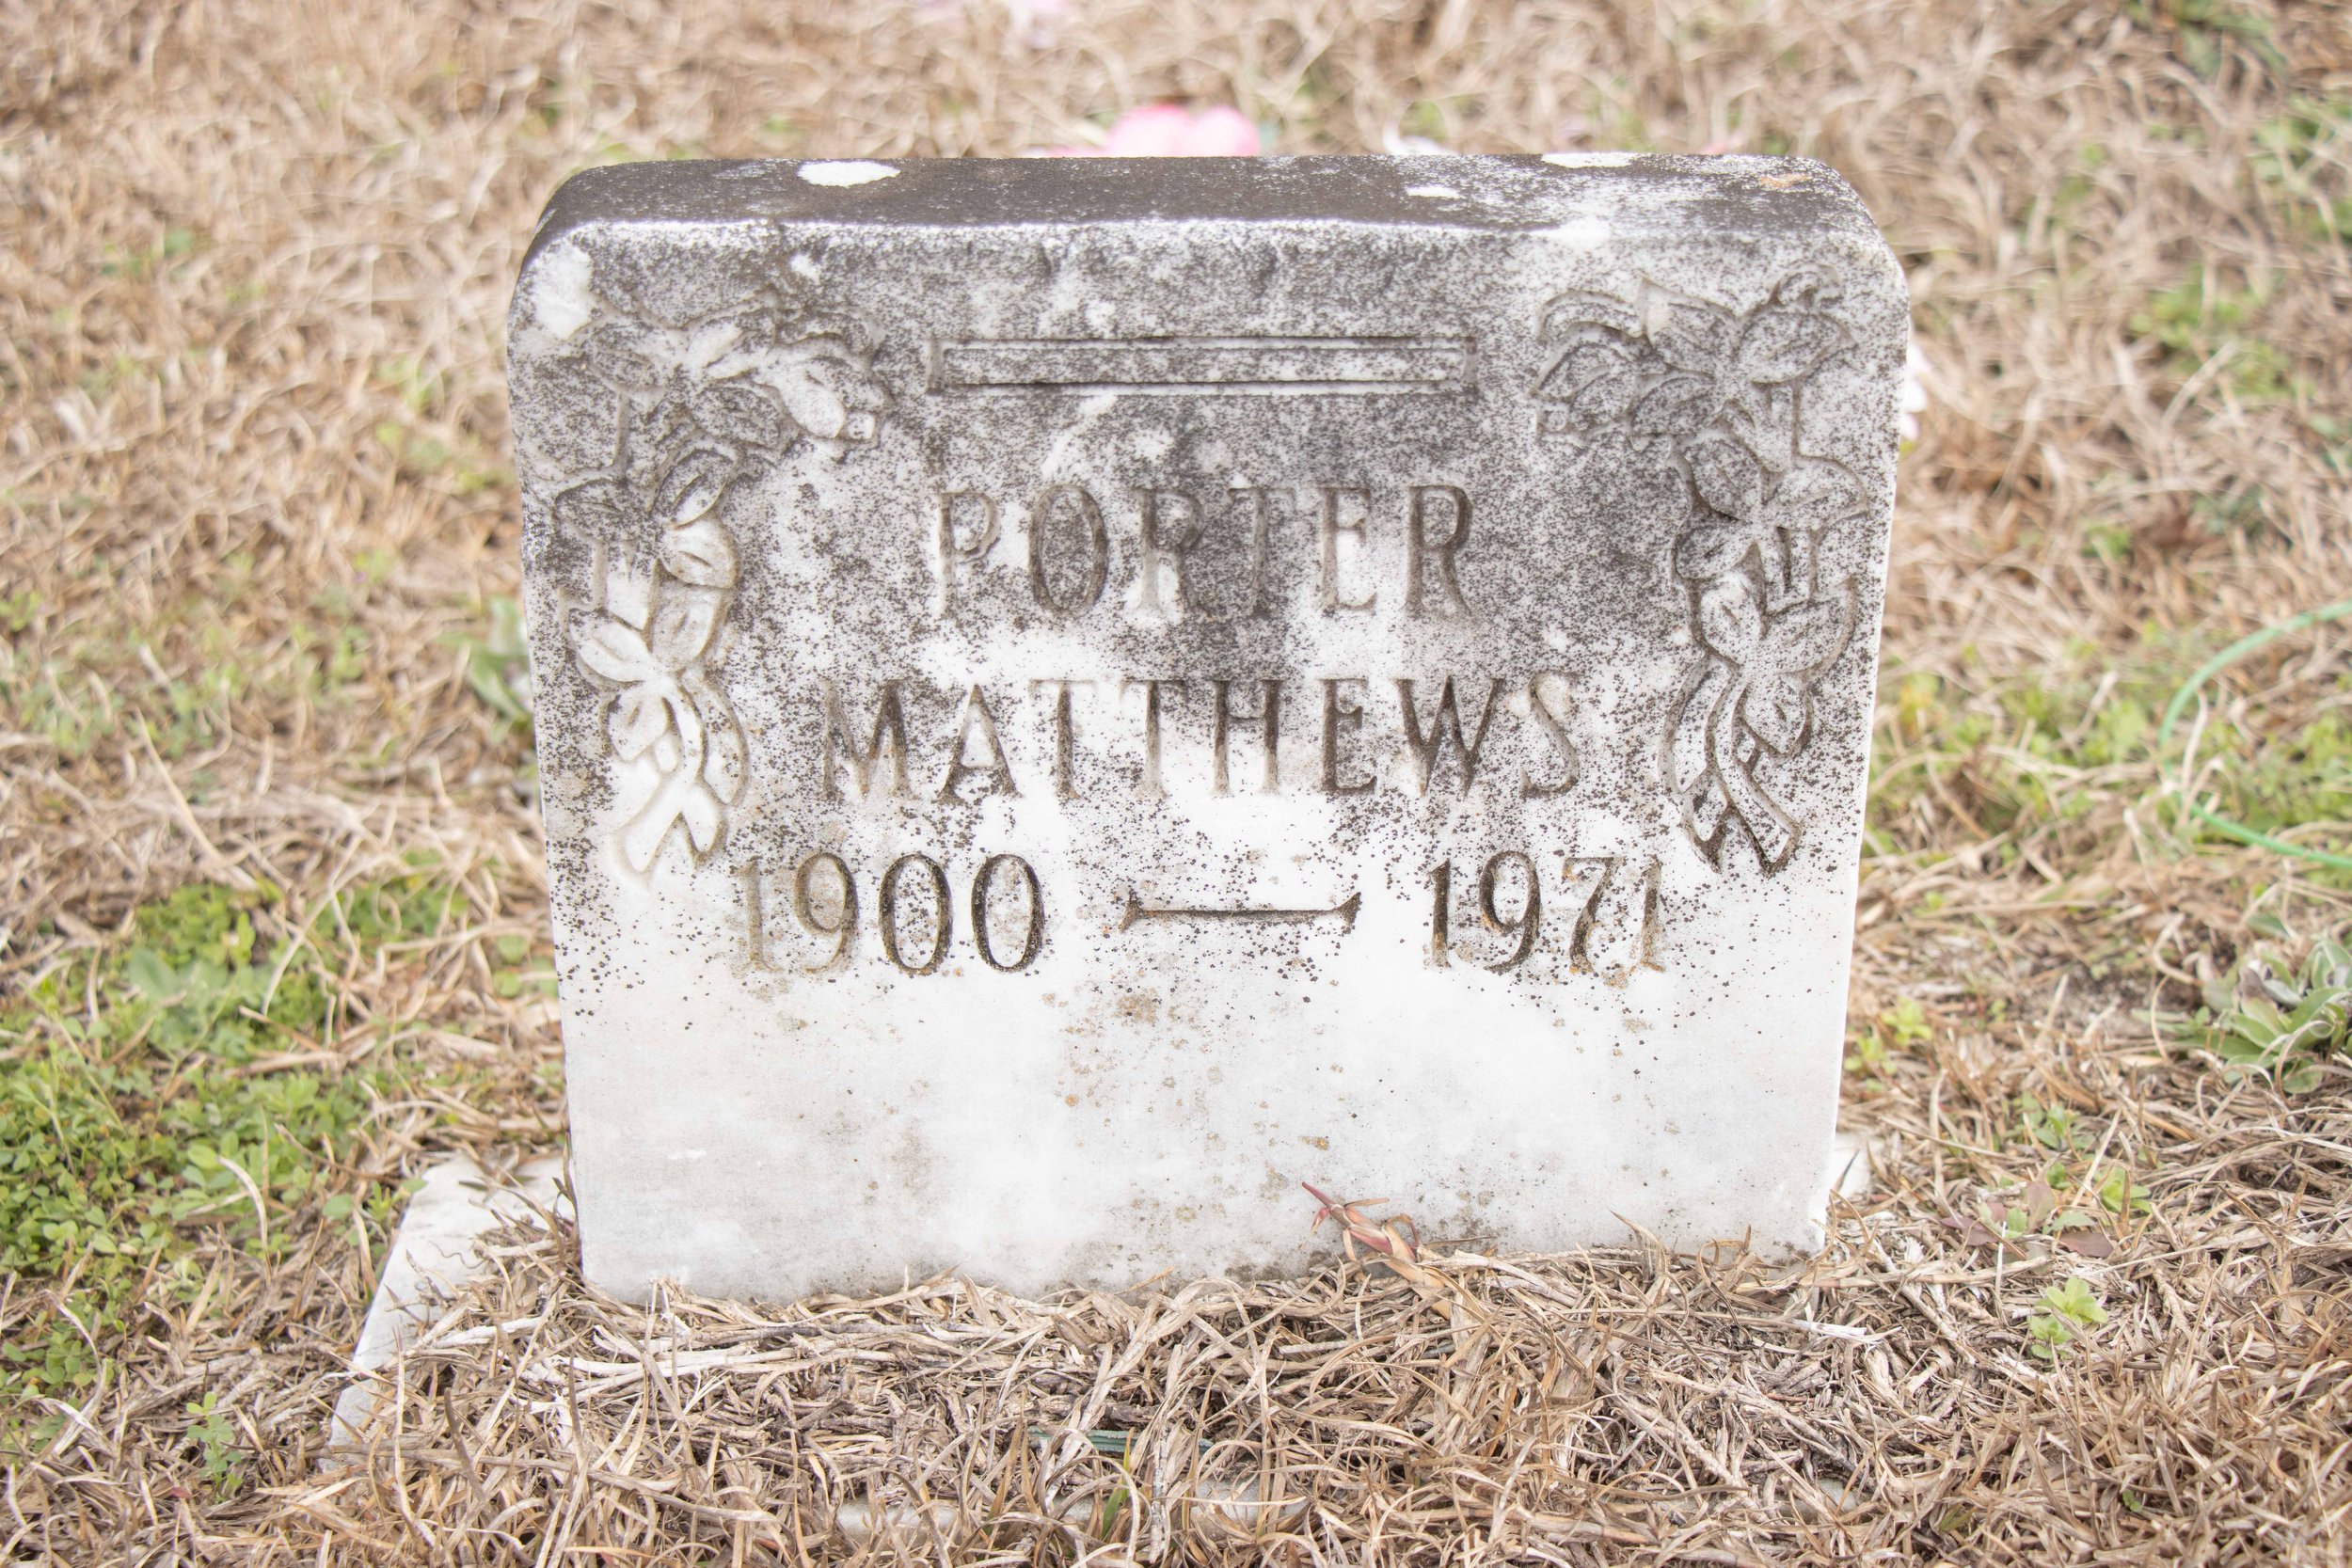 PORTER
MATTHEWS
1900 — 1971